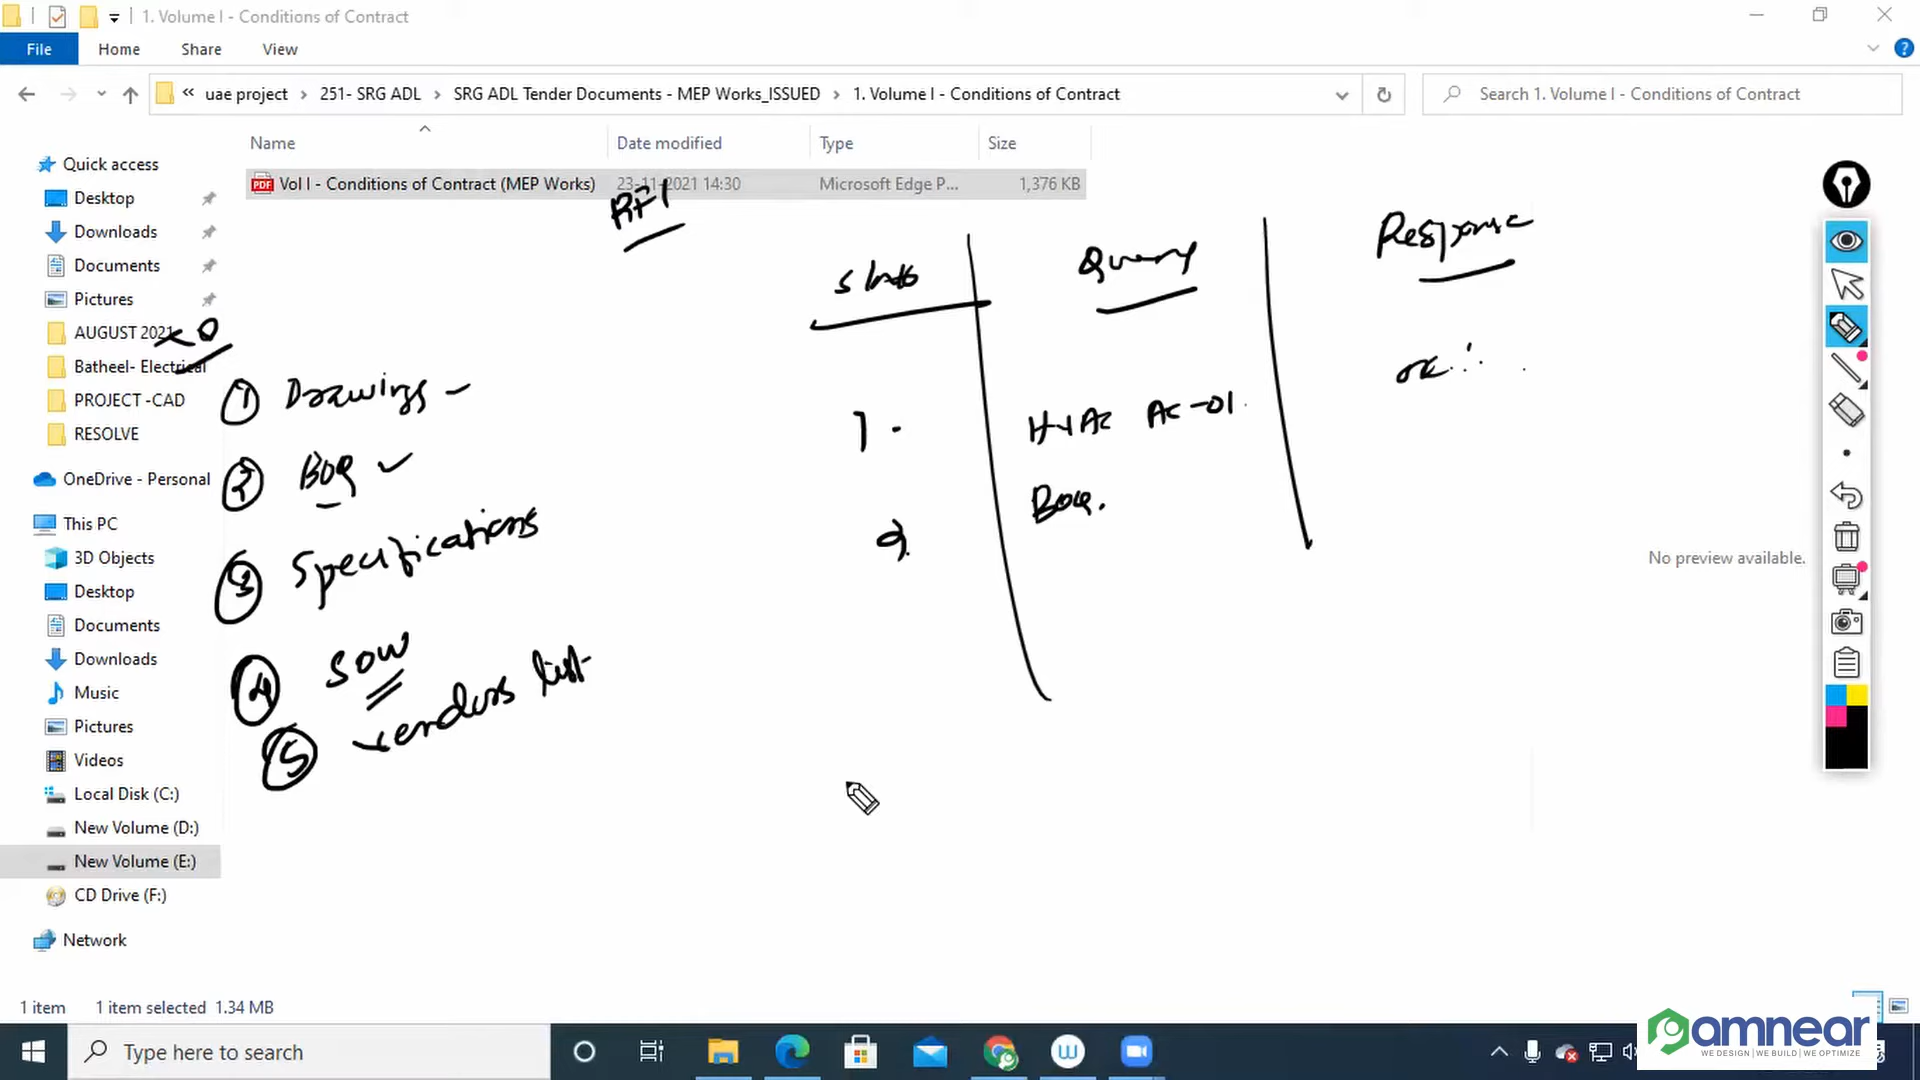 1. Volume I - Conditions of Contract
File Home Share View
uae project › 251- SRG ADL › SRG ADL Tender Documents - MEP Works_ISSUED › 1. Volume I - Conditions of Contract
Search 1. Volume I - Conditions of Contract
Name Date modified Type Size
Vol I - Conditions of Contract (MEP Works) 23-11-2021 14:30 Microsoft Edge P... 1,376 KB
Quick access
Desktop
Downloads
Documents
Pictures
AUGUST 2021
Batheel- Electrical
PROJECT -CAD
RESOLVE
OneDrive - Personal
This PC
3D Objects
Desktop
Documents
Downloads
Music
Pictures
Videos
Local Disk (C:)
New Volume (D:)
New Volume (E:)
CD Drive (F:)
Network
RFI
Query
Response
① Drawings
② BOQ
③ Specifications
④ SOW
⑤ vendors list
1. HVAC AC-01
2. BOQ.
No preview available.
1 item 1 item selected 1.34 MB
Type here to search
amnear
WE DESIGN | WE BUILD | WE OPTIMIZE